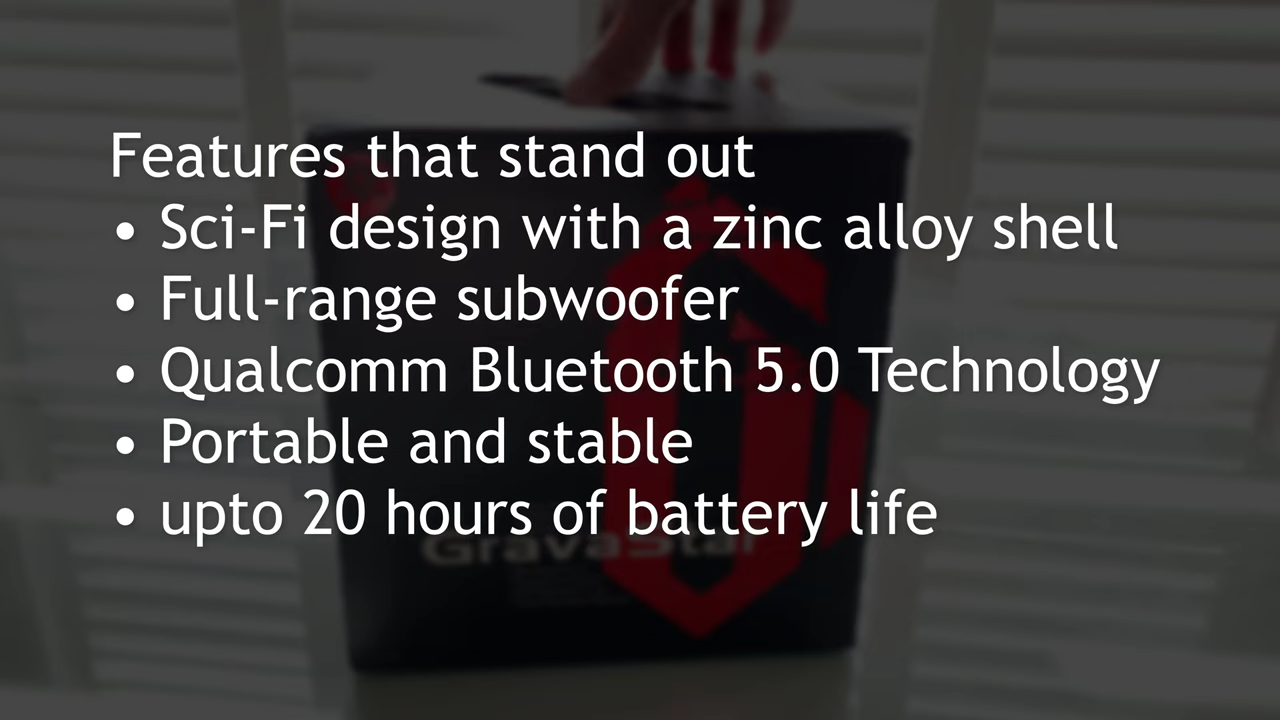 Features that stand out
• Sci-Fi design with a zinc alloy shell
• Full-range subwoofer
• Qualcomm Bluetooth 5.0 Technology
• Portable and stable
• upto 20 hours of battery life
GravaStar